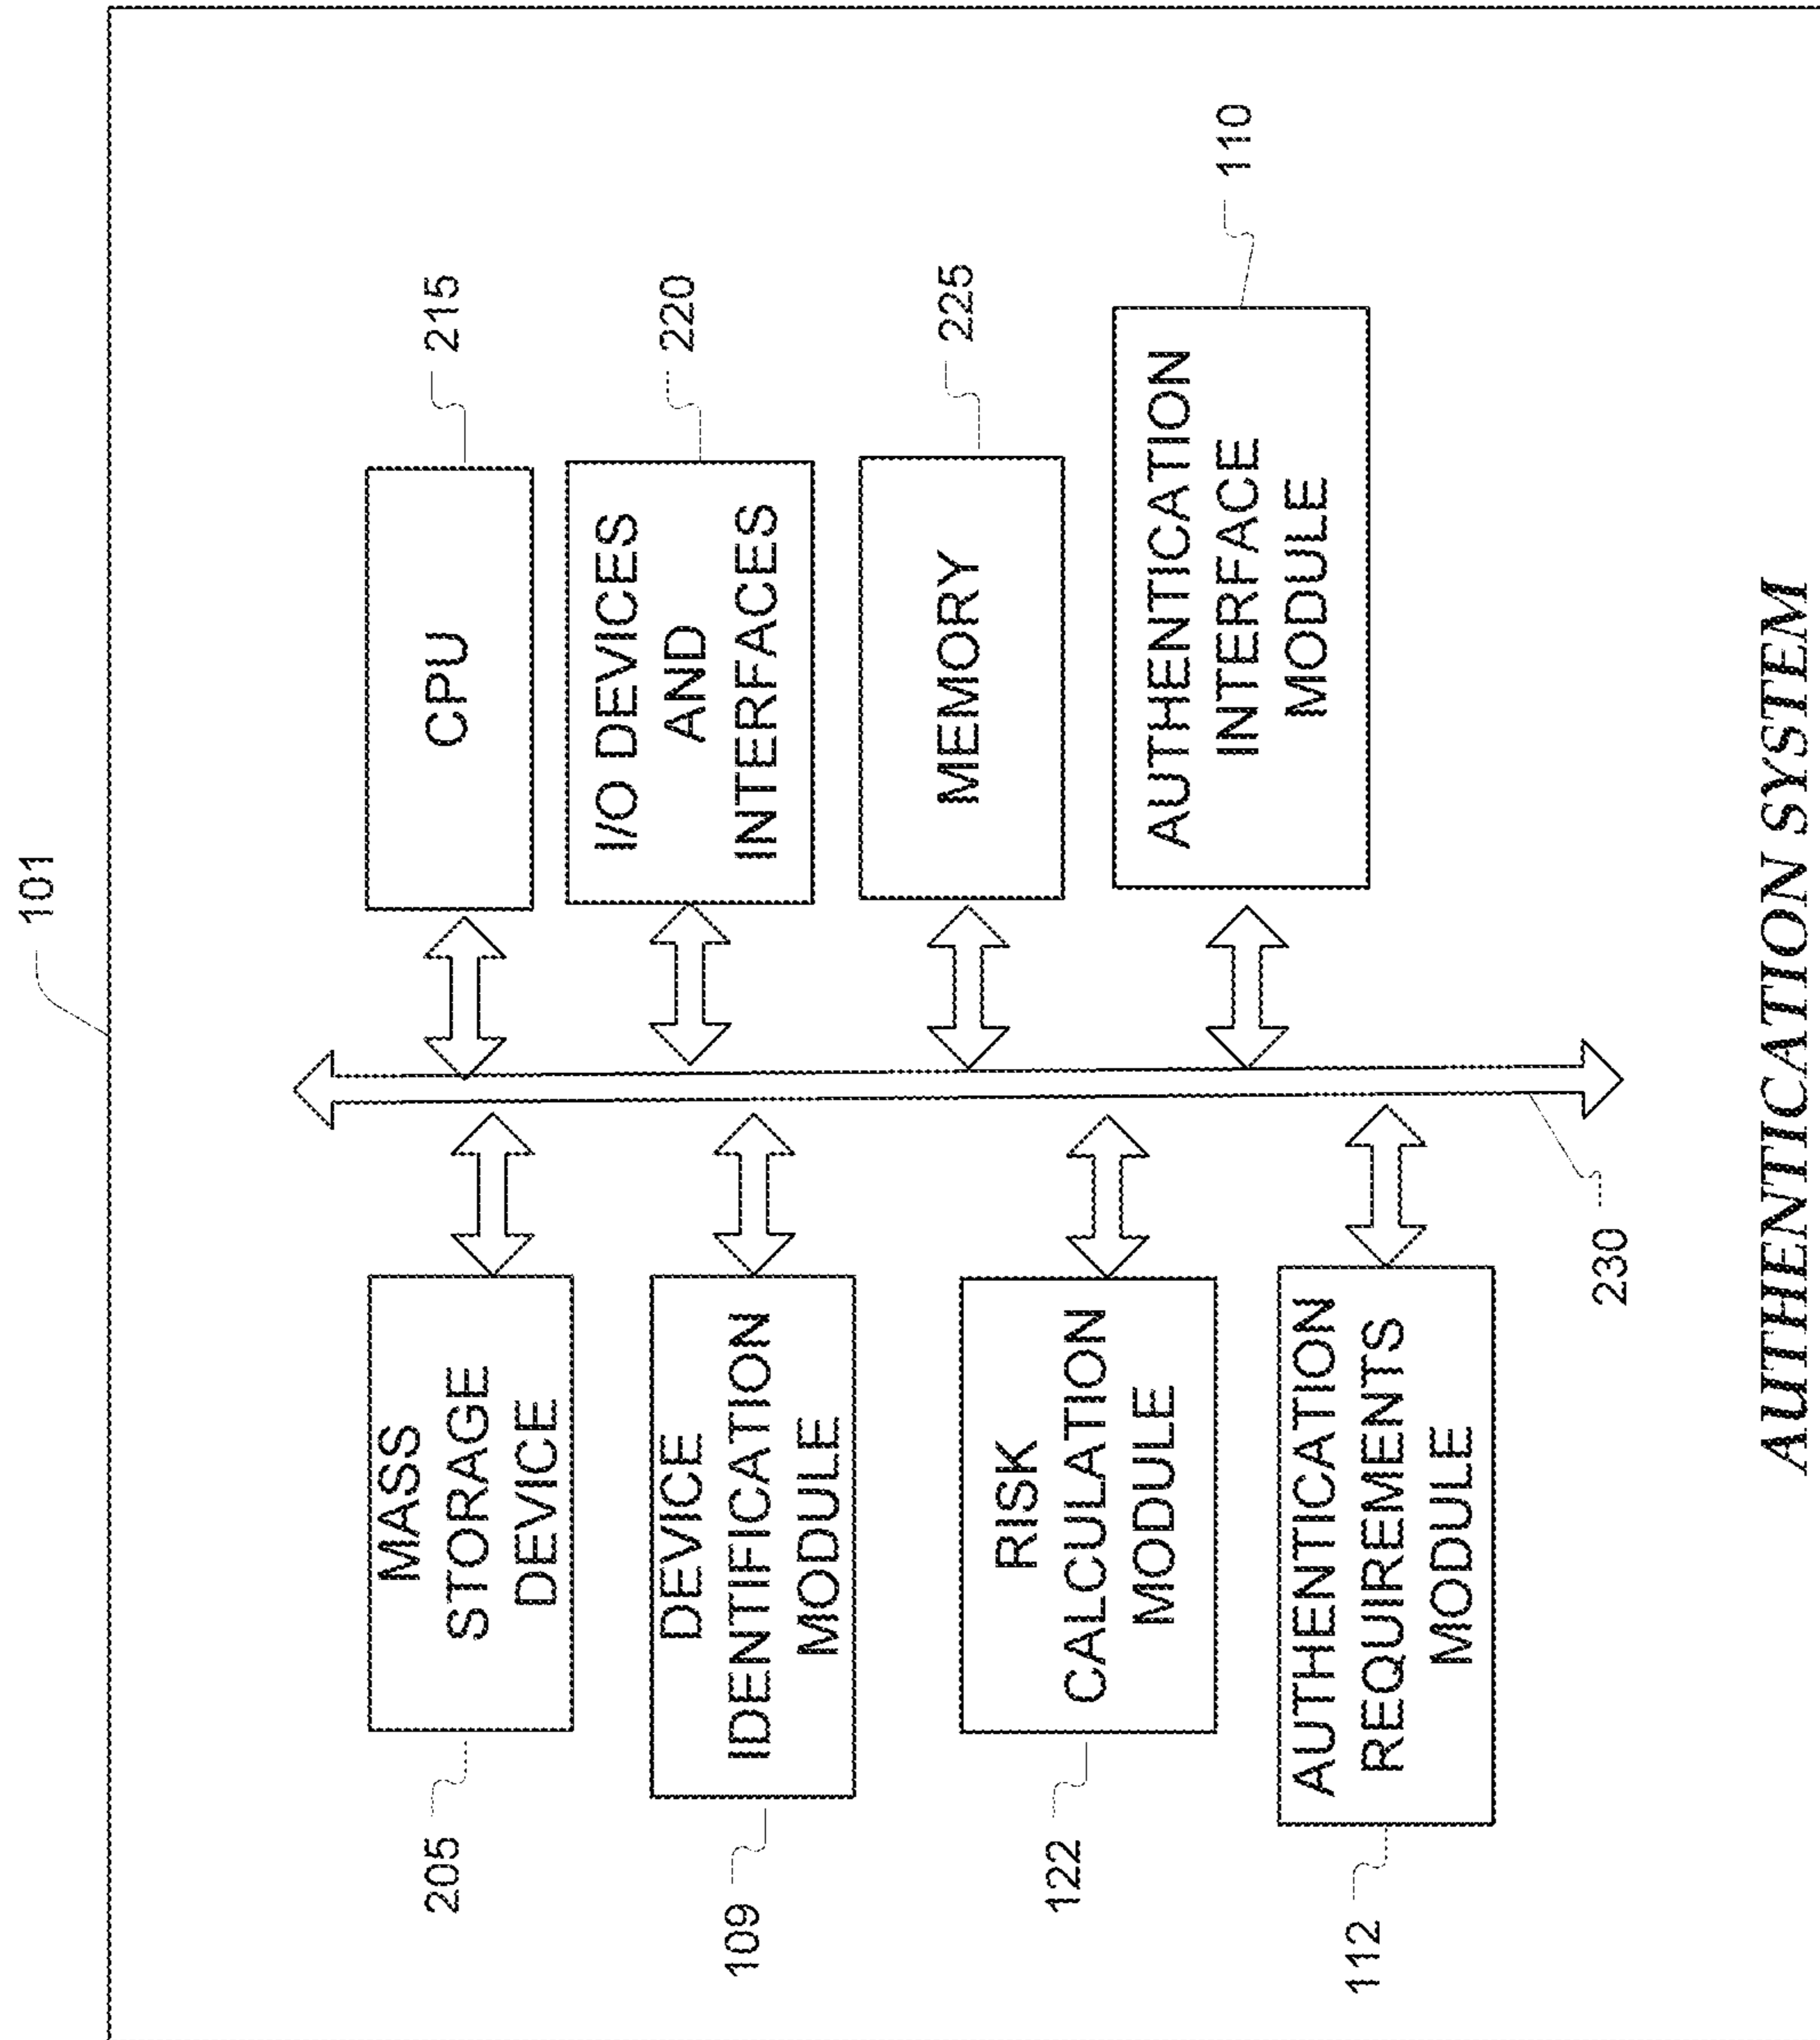 101
MASS
STORAGE
DEVICE
205
DEVICE
IDENTIFICATION
MODULE
109
RISK
CALCULATION
MODULE
122
AUTHENTICATION
REQUIREMENTS
MODULE
112
CPU
215
I/O DEVICES
AND
INTERFACES
220
MEMORY
225
AUTHENTICATION
INTERFACE
MODULE
110
230
AUTHENTICATION SYSTEM